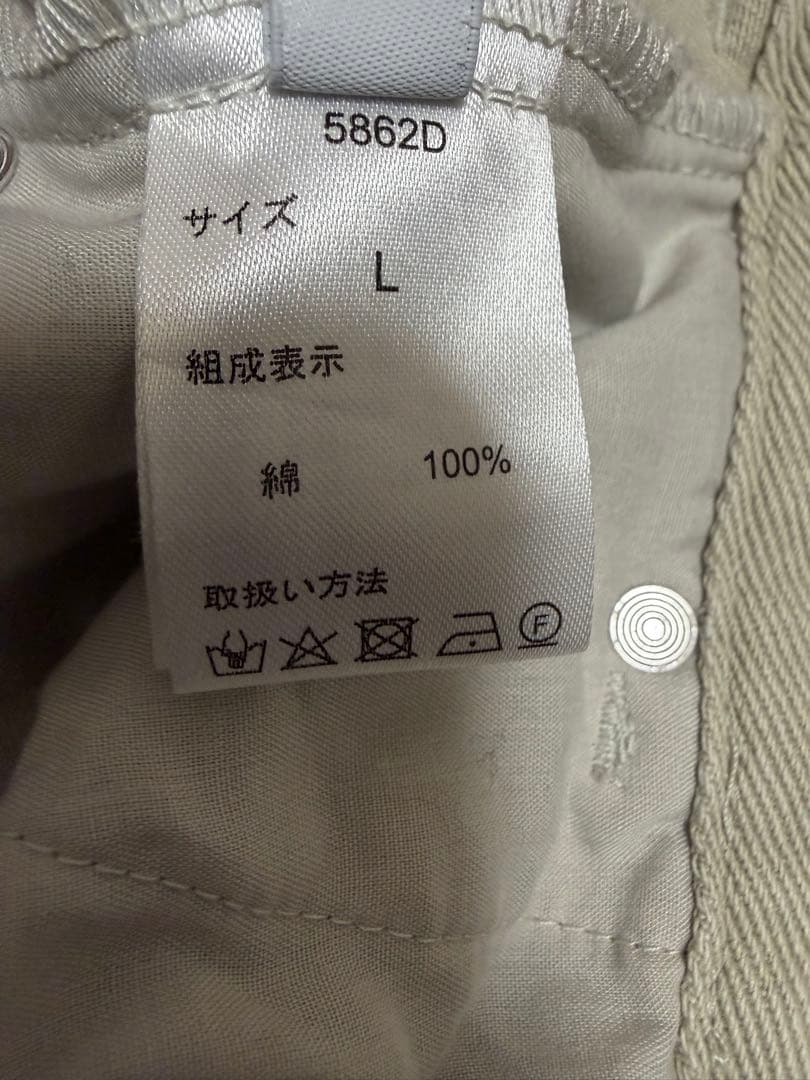 5862D
サイズ
L
組成表示
綿 100%
取扱い方法
F